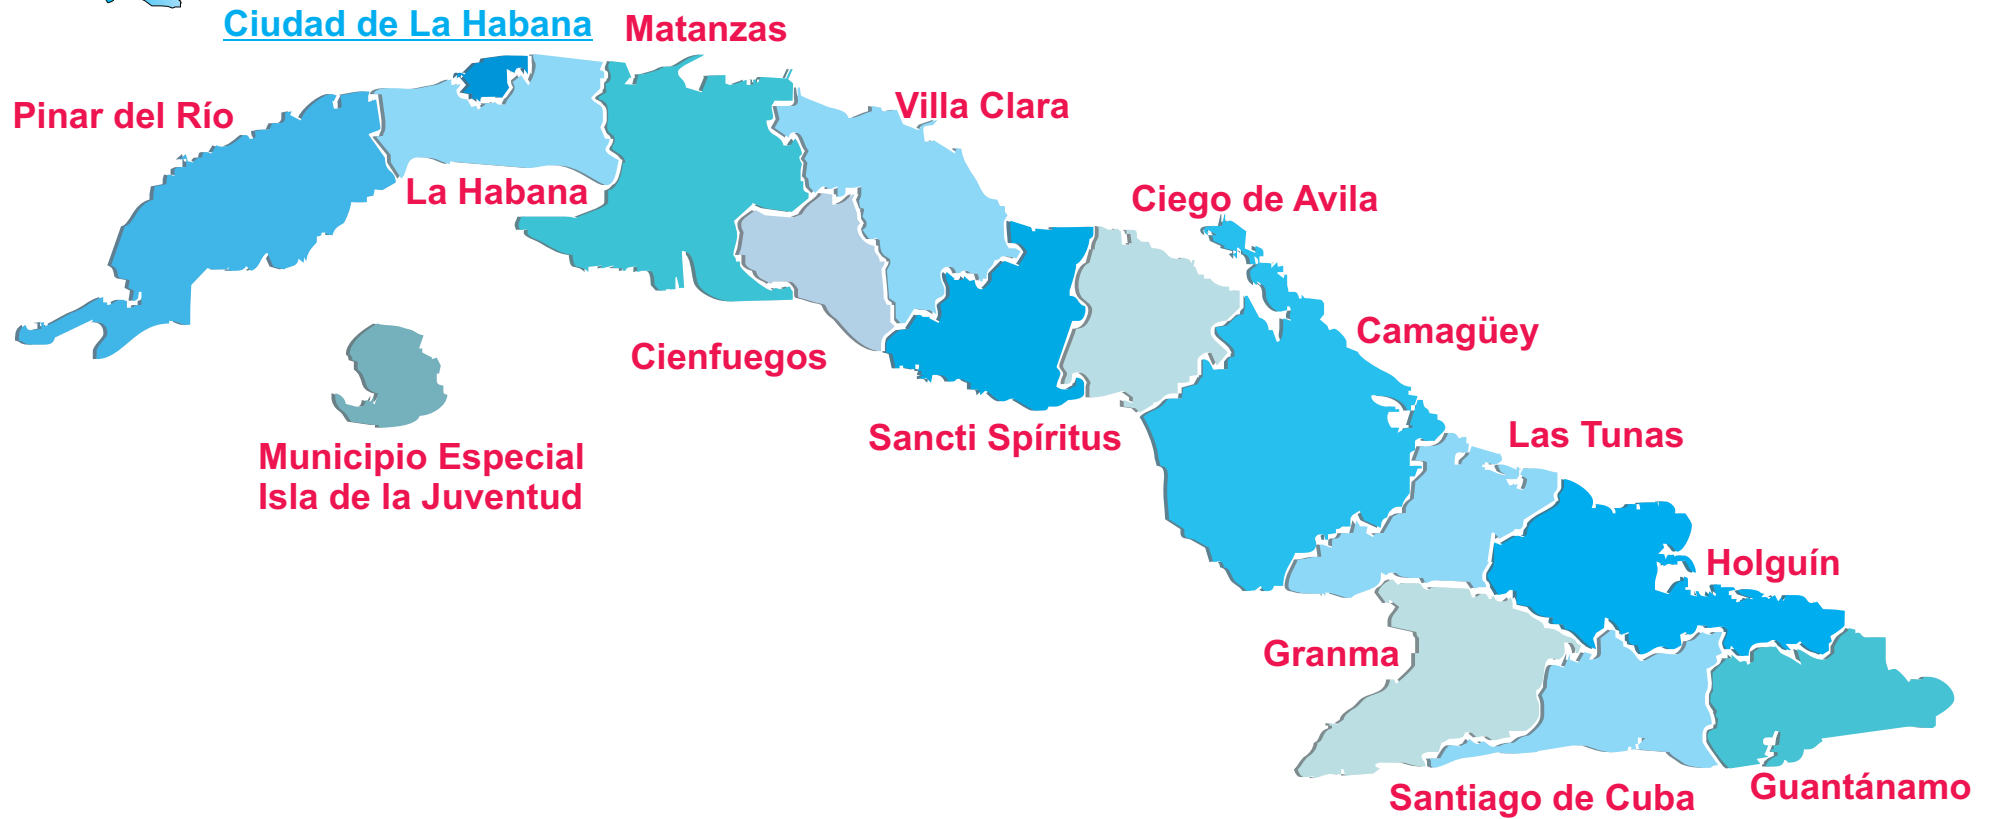 Ciudad de La Habana
Matanzas
Pinar del Río
Villa Clara
La Habana
Ciego de Avila
Camagüey
Cienfuegos
Sancti Spíritus
Las Tunas
Municipio Especial
Isla de la Juventud
Holguín
Granma
Santiago de Cuba
Guantánamo